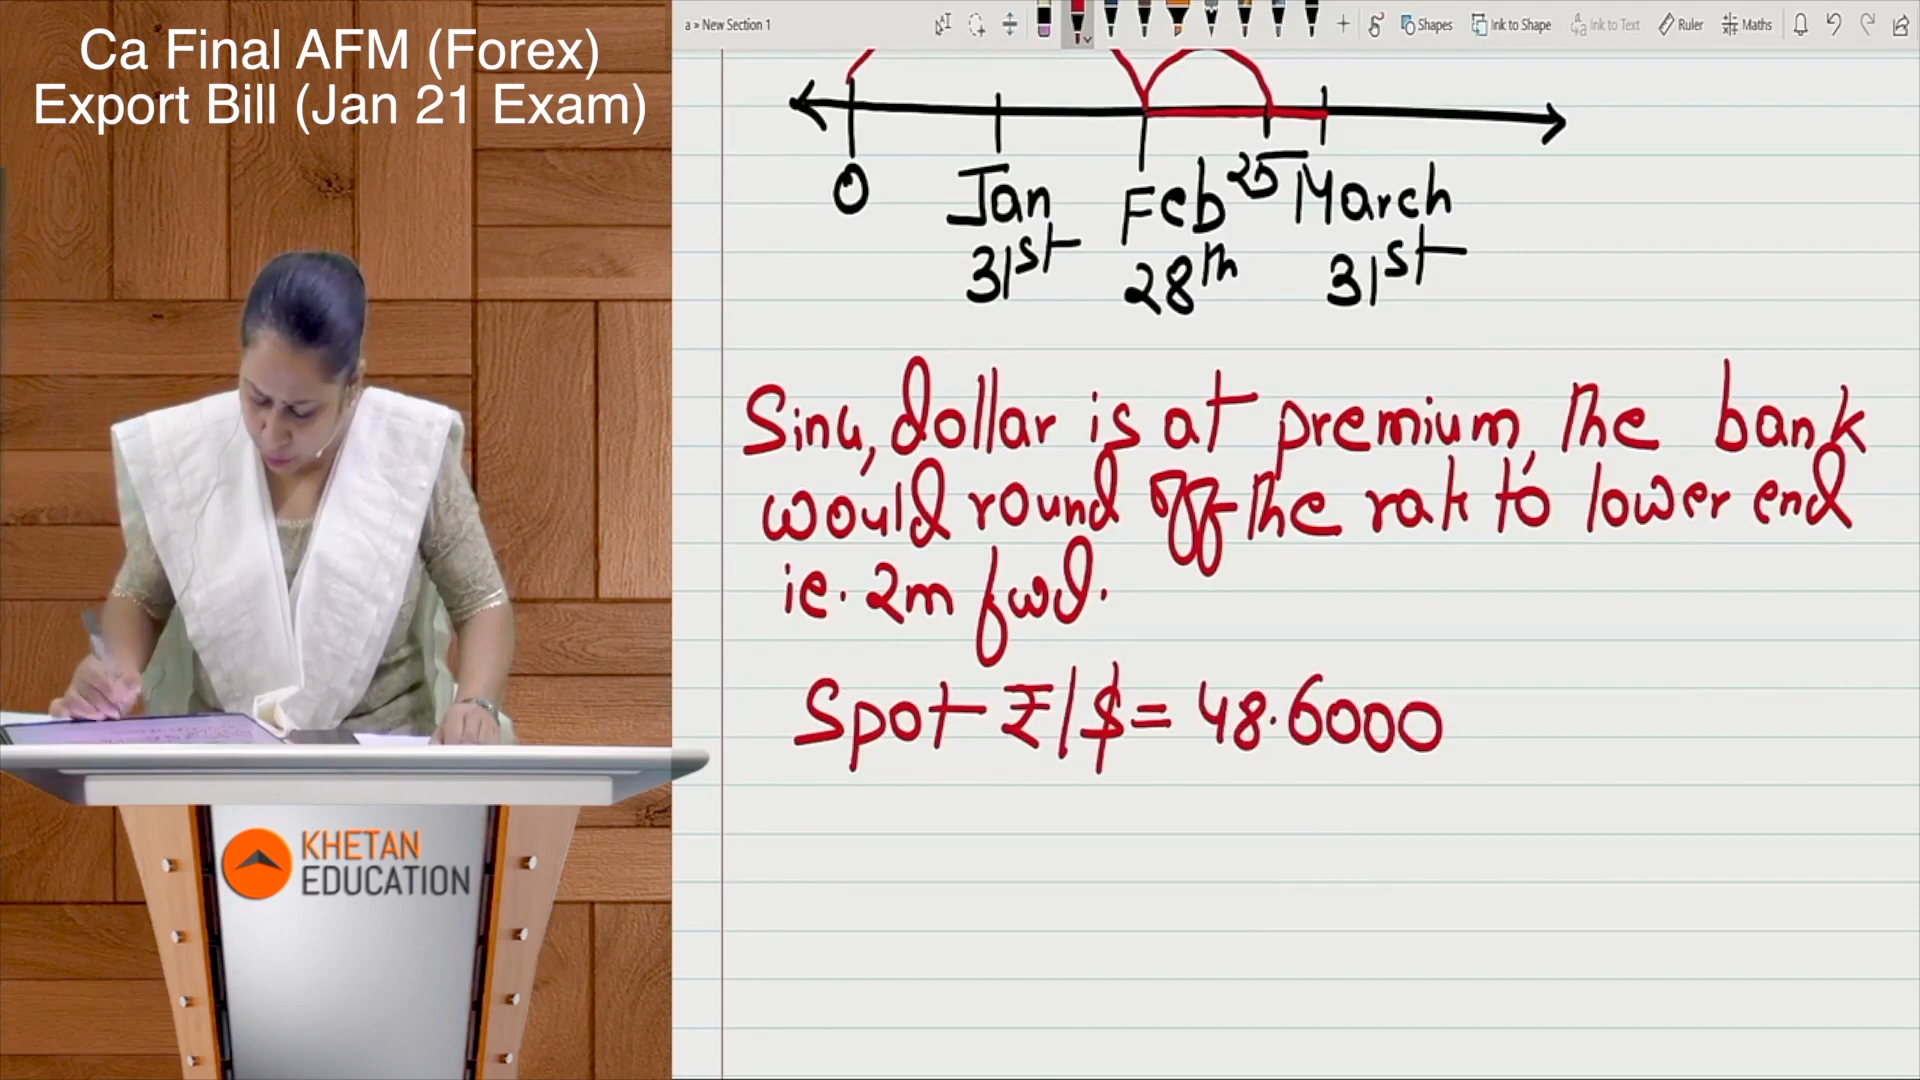 Ca Final AFM (Forex)
Export Bill (Jan 21 Exam)
a » New Section 1
Shapes
Ink to Shape
Ink to Text
Ruler
Maths
0 Jan Feb 25 March
31st 28th 31st
Sinc, dollar is at premium, the bank
would round off the rate to lower end
ie. 2m fwd.
Spot ₹/$ = 48.6000
KHETAN
EDUCATION